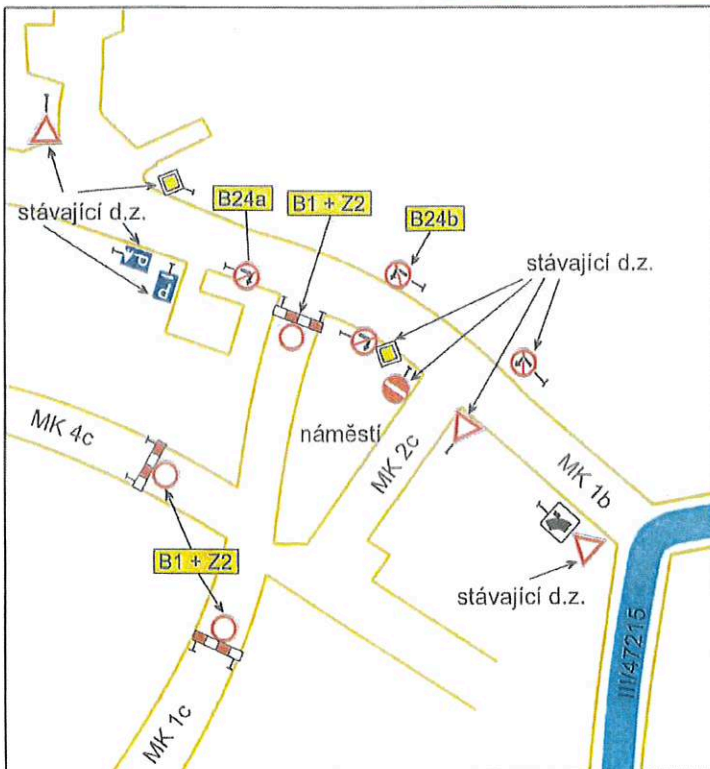 stávající d.z.
B24a
B1 + Z2
B24b
stávající d.z.
P
P
MK 4c
náměstí
MK 2c
MK 1b
B1 + Z2
stávající d.z.
III/47215
MK 1c